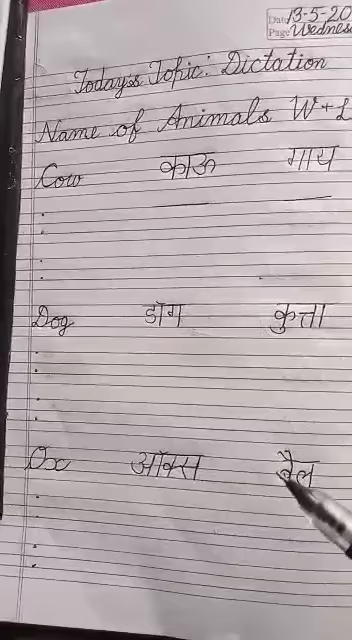 Date 13-5-20
Page Wednes
Today's Topic: Dictation
Name of Animals W+L
Cow काऊ गाय
Dog डॉग कुत्ता
Ox ऑक्स बैल